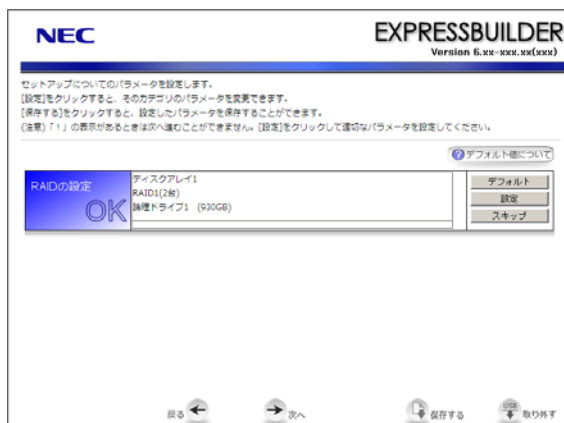 NEC
EXPRESSBUILDER
Version 6.xx-xxx.xx(xxx)
セットアップについてのパラメータを設定します。
[設定]をクリックすると、そのカテゴリのパラメータを変更できます。
[保存する]をクリックすると、設定したパラメータを保存することができます。
(注意)「！」の表示があるときは次へ進むことができません。[設定]をクリックして適切なパラメータを設定してください。
デフォルト値について
RAIDの設定
OK
ディスクアレイ1
RAID1(2台)
論理ドライブ1 (930GB)
デフォルト
設定
スキップ
戻る
次へ
保存する
USB
取り外す